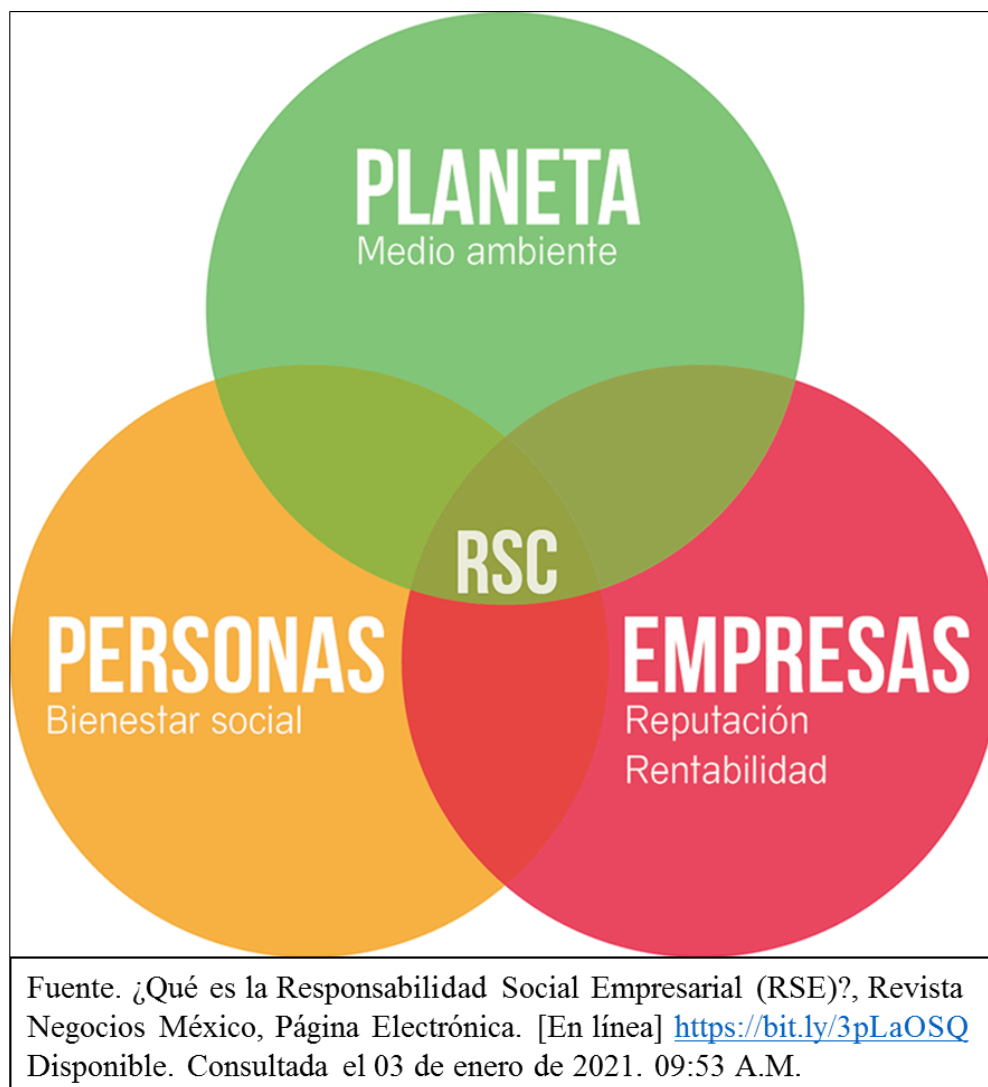 PLANETA
Medio ambiente
RSC
PERSONAS
Bienestar social
EMPRESAS
Reputación
Rentabilidad
Fuente. ¿Qué es la Responsabilidad Social Empresarial (RSE)?, Revista
Negocios México, Página Electrónica. [En línea] https://bit.ly/3pLaOSQ
Disponible. Consultada el 03 de enero de 2021. 09:53 A.M.